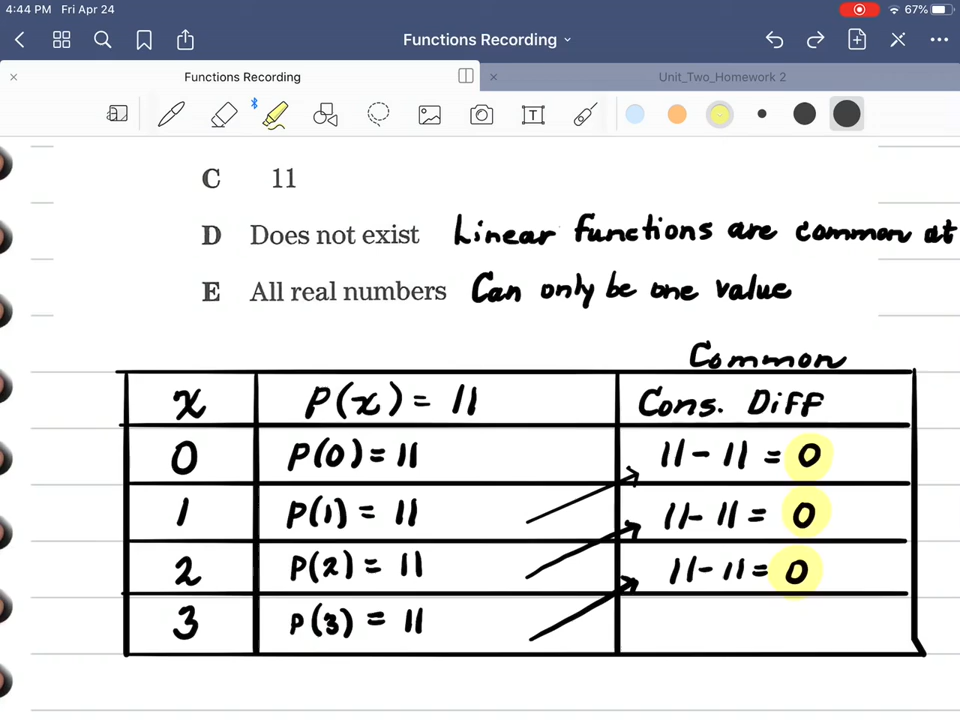 4:44 PM Fri Apr 24
67%
Functions Recording
Functions Recording
Unit_Two_Homework 2
C 11
D Does not exist Linear functions are common at
E All real numbers Can only be one value
Common
x P(x) = 11 Cons. Diff
0 P(0) = 11 11 - 11 = 0
1 P(1) = 11 11 - 11 = 0
2 P(2) = 11 11 - 11 = 0
3 P(3) = 11